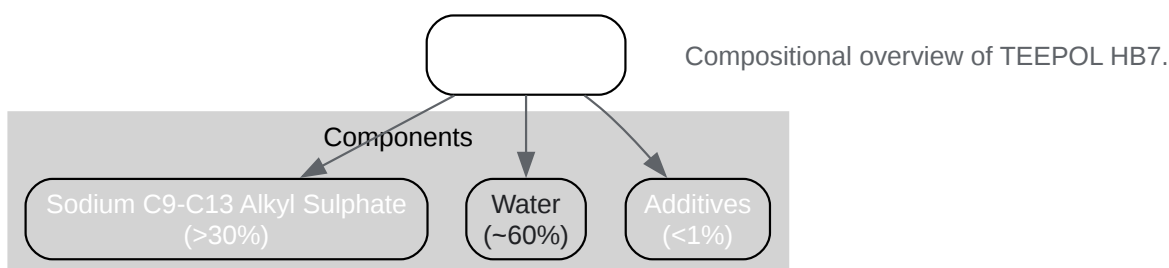 Compositional overview of TEEPOL HB7.
Components
Sodium C9-C13 Alkyl Sulphate
(>30%)
Water
(~60%)
Additives
(<1%)